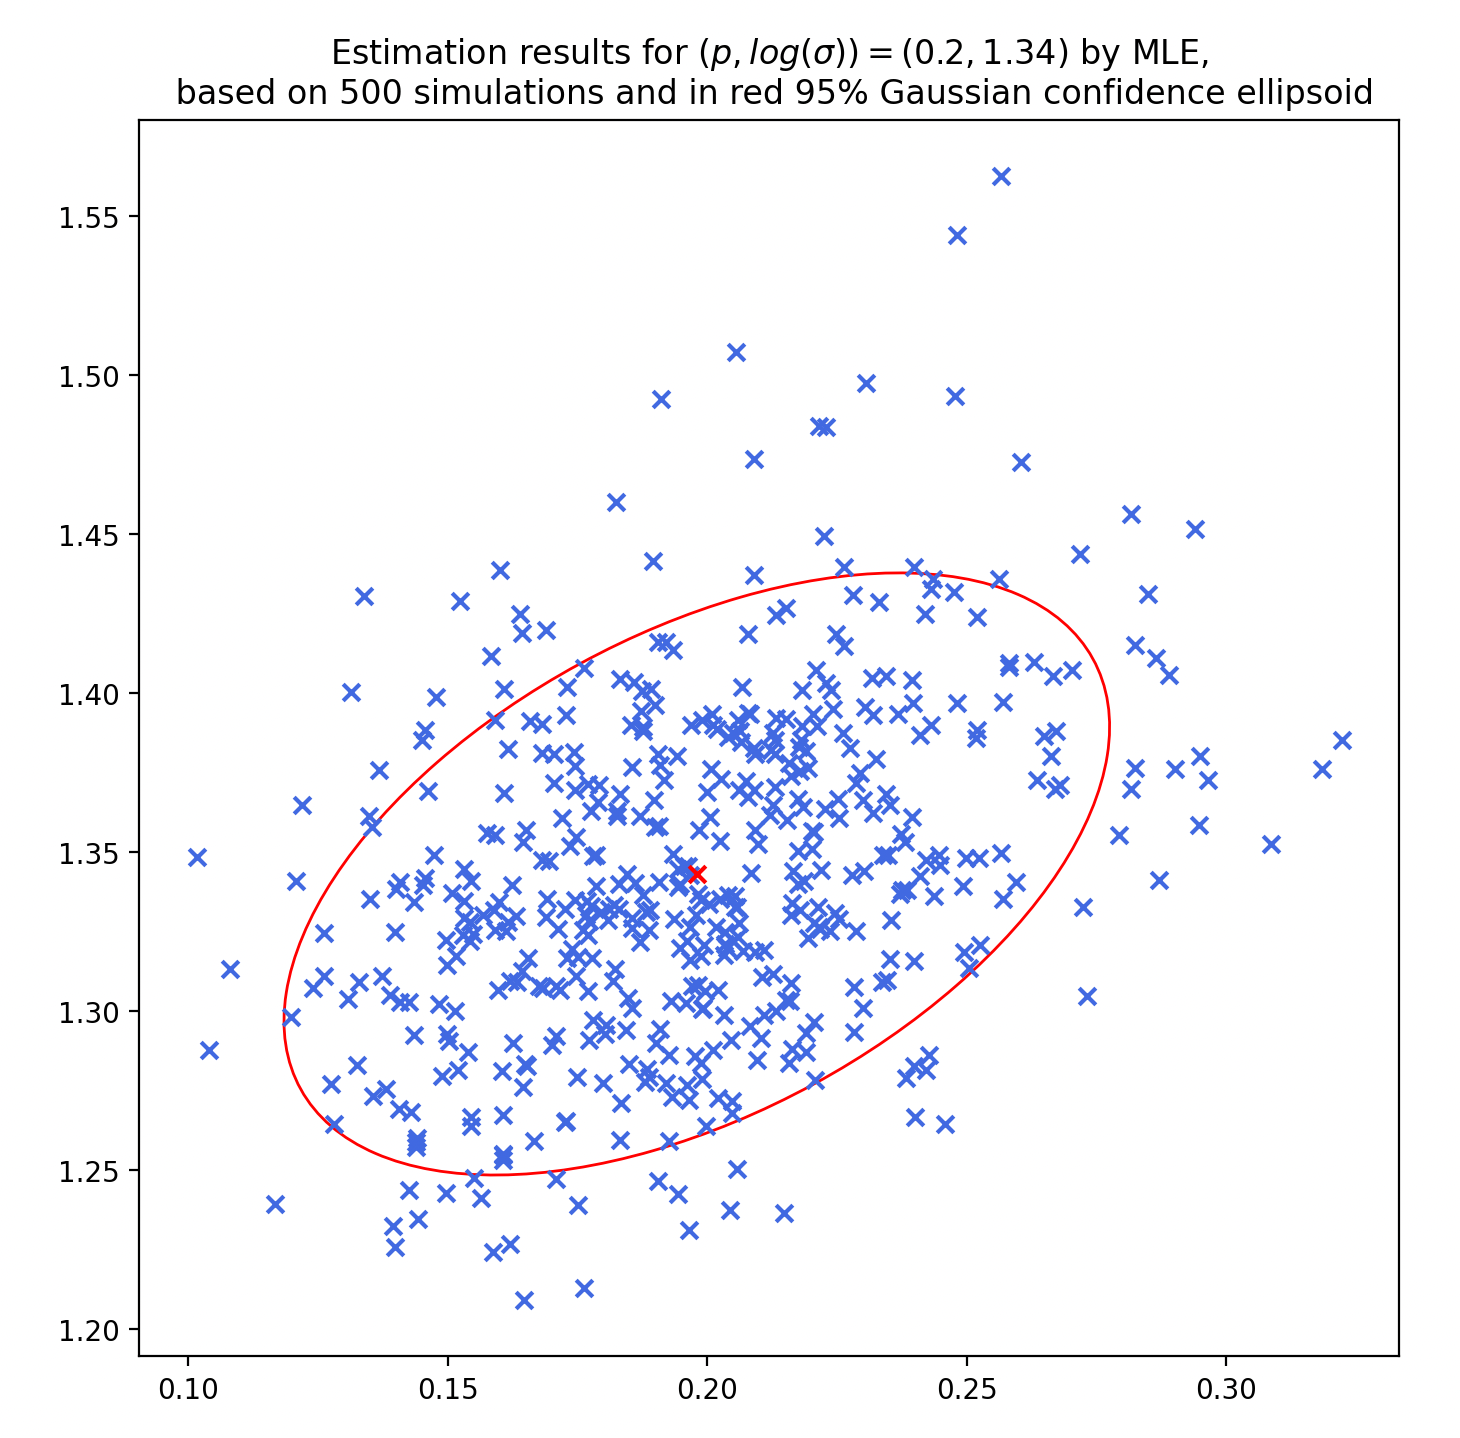 Estimation results for (p, log(σ)) = (0.2, 1.34) by MLE,
based on 500 simulations and in red 95% Gaussian confidence ellipsoid
1.55
1.50
1.45
1.40
1.35
1.30
1.25
1.20
0.10 0.15 0.20 0.25 0.30